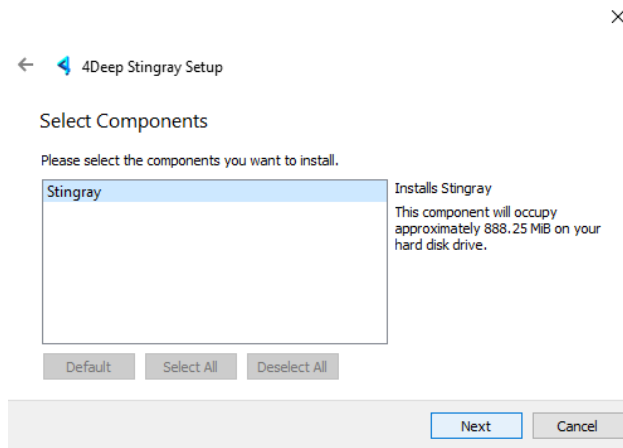 4Deep Stingray Setup
Select Components
Please select the components you want to install.
Stingray
Installs Stingray
This component will occupy
approximately 888.25 MiB on your
hard disk drive.
Default Select All Deselect All
Next Cancel